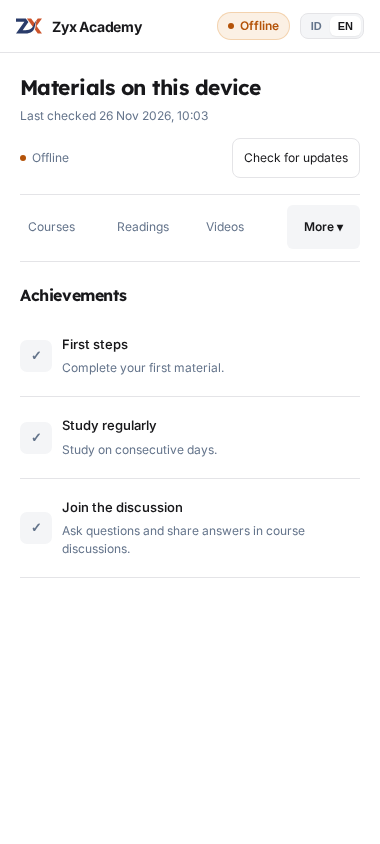 Zyx Academy
Offline
ID EN
Materials on this device
Last checked 26 Nov 2026, 10:03
Offline
Check for updates
Courses Readings Videos More ▾
Achievements
✓
First steps
Complete your first material.
✓
Study regularly
Study on consecutive days.
✓
Join the discussion
Ask questions and share answers in course
discussions.